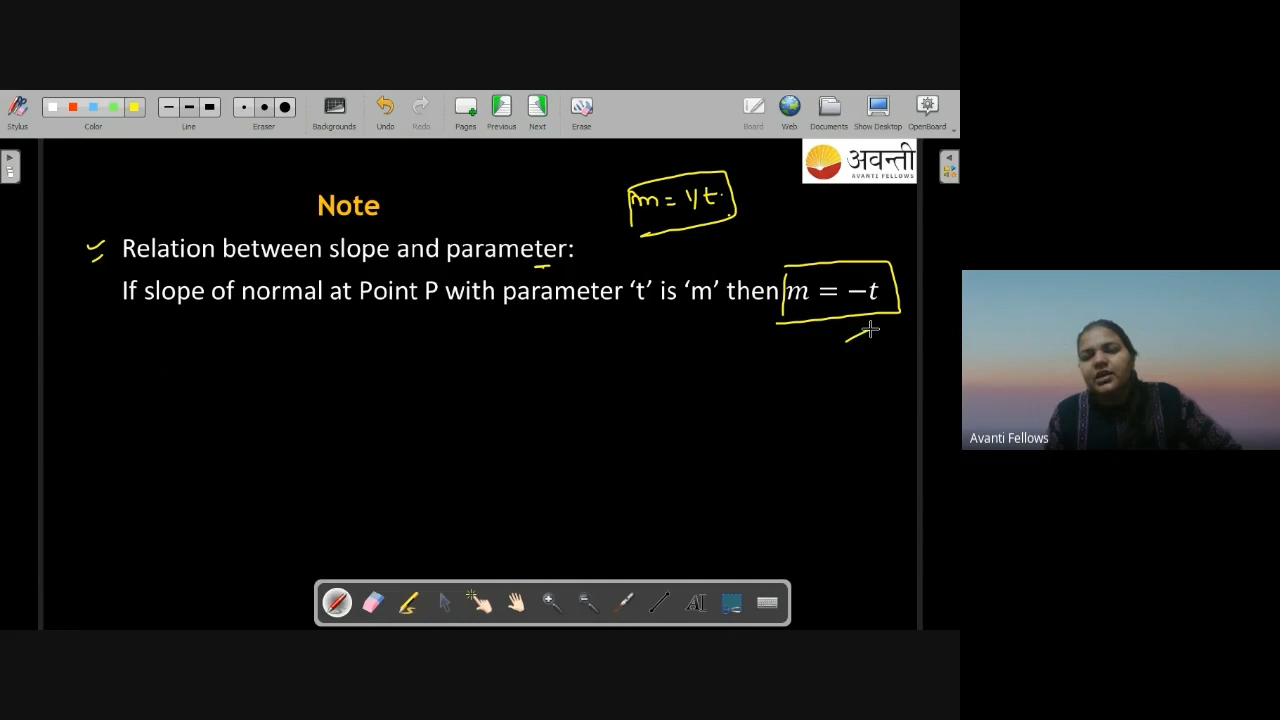 Stylus
Color
Line
Eraser
Backgrounds
Undo
Redo
Pages
Previous
Next
Erase
Board
Web
Documents
Show Desktop
OpenBoard
अवन्ती
AVANTI FELLOWS
m = 1/t.
Note
Relation between slope and parameter:
If slope of normal at Point P with parameter ‘t’ is ‘m’ then m = −t
Avanti Fellows
AI